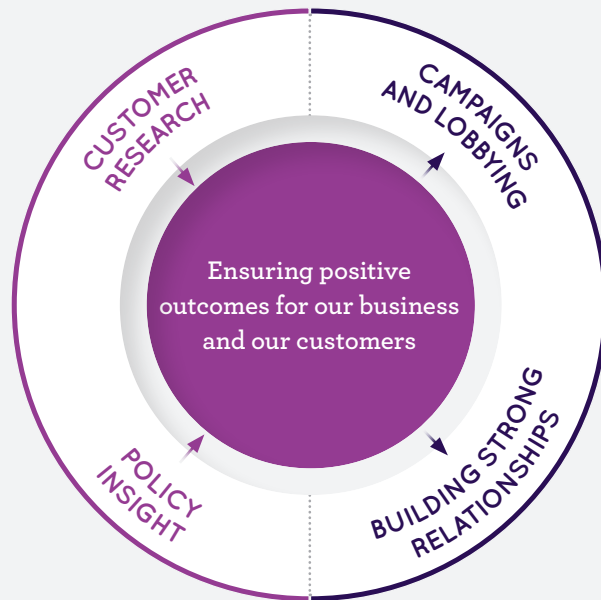 CUSTOMER
RESEARCH
CAMPAIGNS
AND LOBBYING
Ensuring positive
outcomes for our business
and our customers
POLICY
INSIGHT
BUILDING STRONG
RELATIONSHIPS